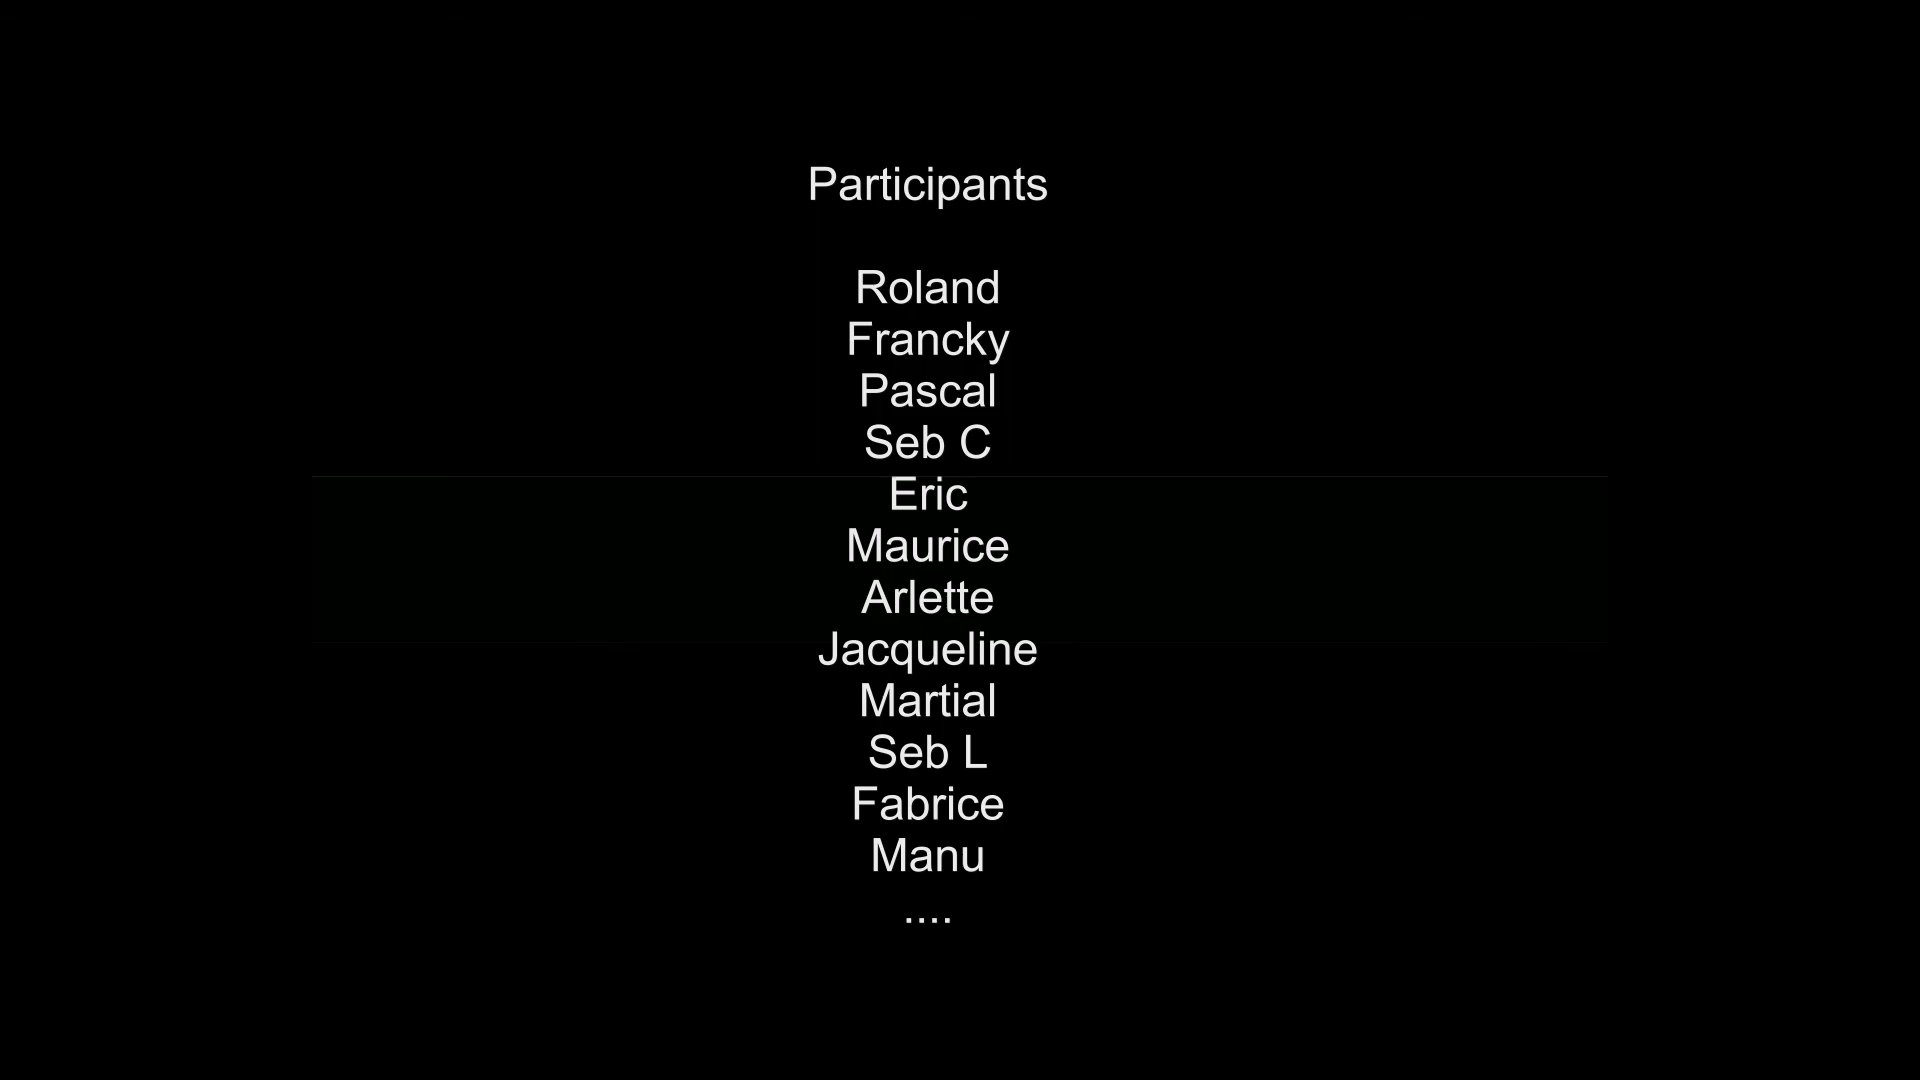 Participants
Roland
Francky
Pascal
Seb C
Eric
Maurice
Arlette
Jacqueline
Martial
Seb L
Fabrice
Manu
....